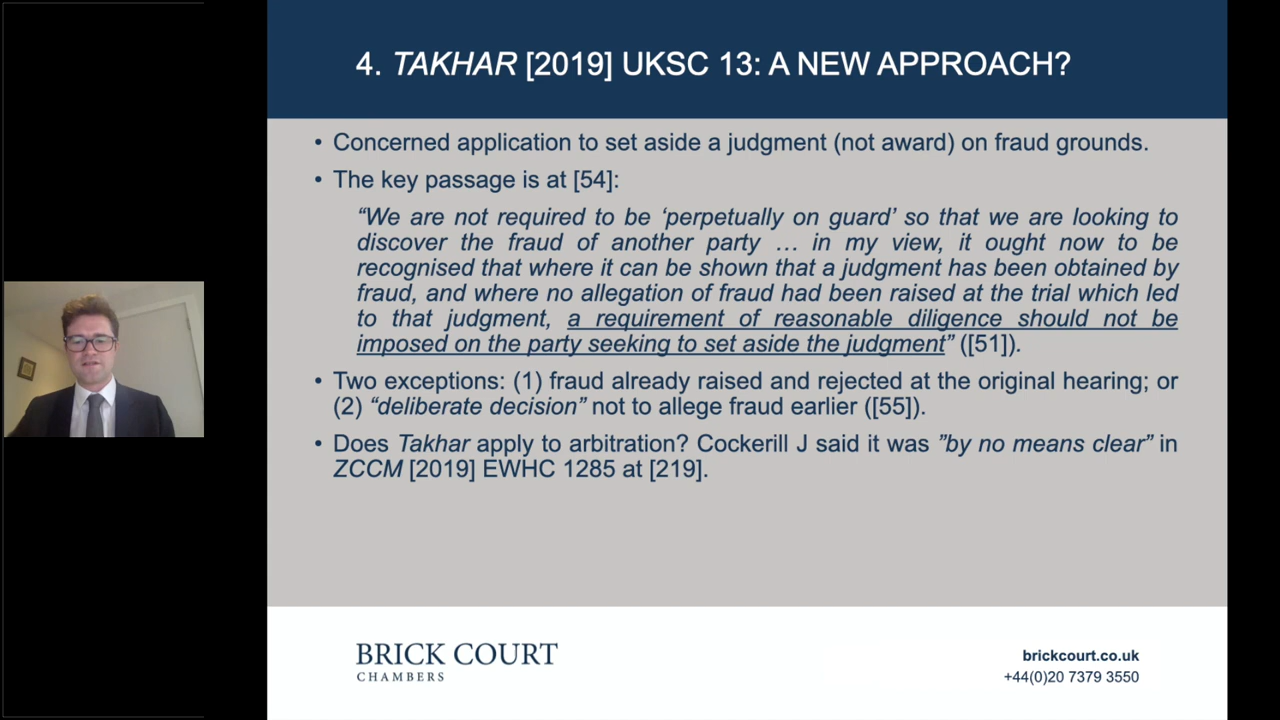 4. TAKHAR [2019] UKSC 13: A NEW APPROACH?
• Concerned application to set aside a judgment (not award) on fraud grounds.
• The key passage is at [54]:
“We are not required to be ‘perpetually on guard’ so that we are looking to
discover the fraud of another party … in my view, it ought now to be
recognised that where it can be shown that a judgment has been obtained by
fraud, and where no allegation of fraud had been raised at the trial which led
to that judgment, a requirement of reasonable diligence should not be
imposed on the party seeking to set aside the judgment” ([51]).
• Two exceptions: (1) fraud already raised and rejected at the original hearing; or
(2) “deliberate decision” not to allege fraud earlier ([55]).
• Does Takhar apply to arbitration? Cockerill J said it was ”by no means clear” in
ZCCM [2019] EWHC 1285 at [219].
BRICK COURT
CHAMBERS
brickcourt.co.uk
+44(0)20 7379 3550